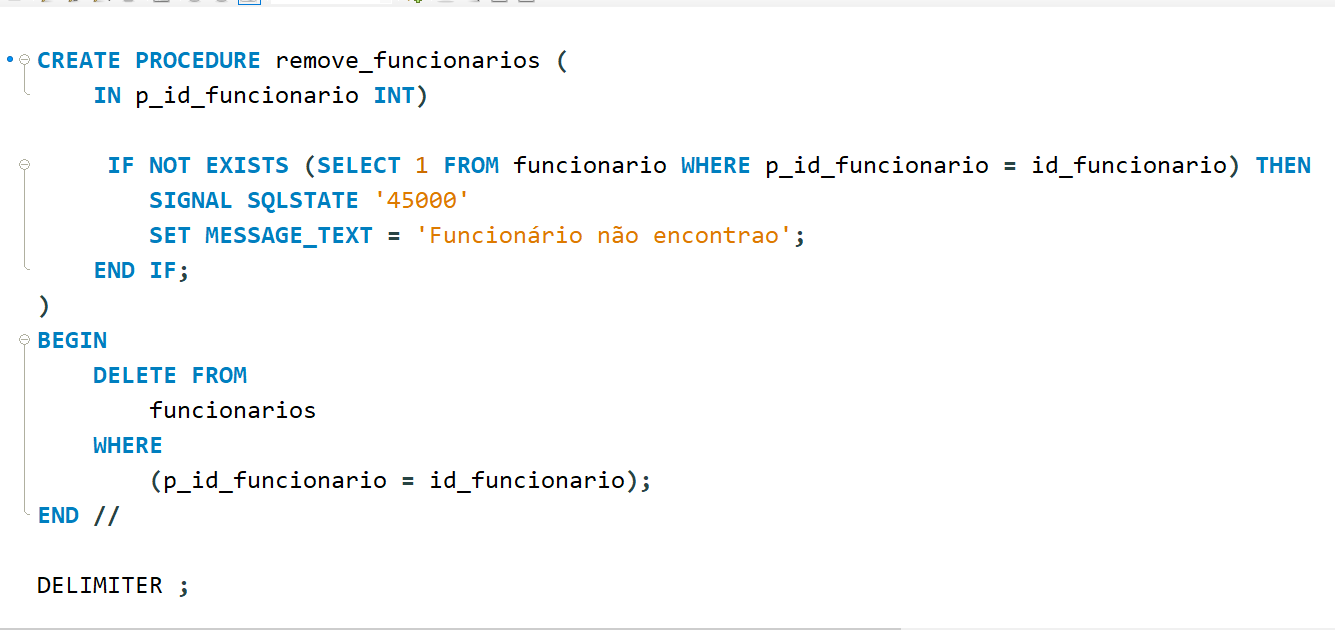 CREATE PROCEDURE remove_funcionarios (
IN p_id_funcionario INT)
IF NOT EXISTS (SELECT 1 FROM funcionario WHERE p_id_funcionario = id_funcionario) THEN
SIGNAL SQLSTATE '45000'
SET MESSAGE_TEXT = 'Funcionário não encontrao';
END IF;
)
BEGIN
DELETE FROM
funcionarios
WHERE
(p_id_funcionario = id_funcionario);
END //
DELIMITER ;